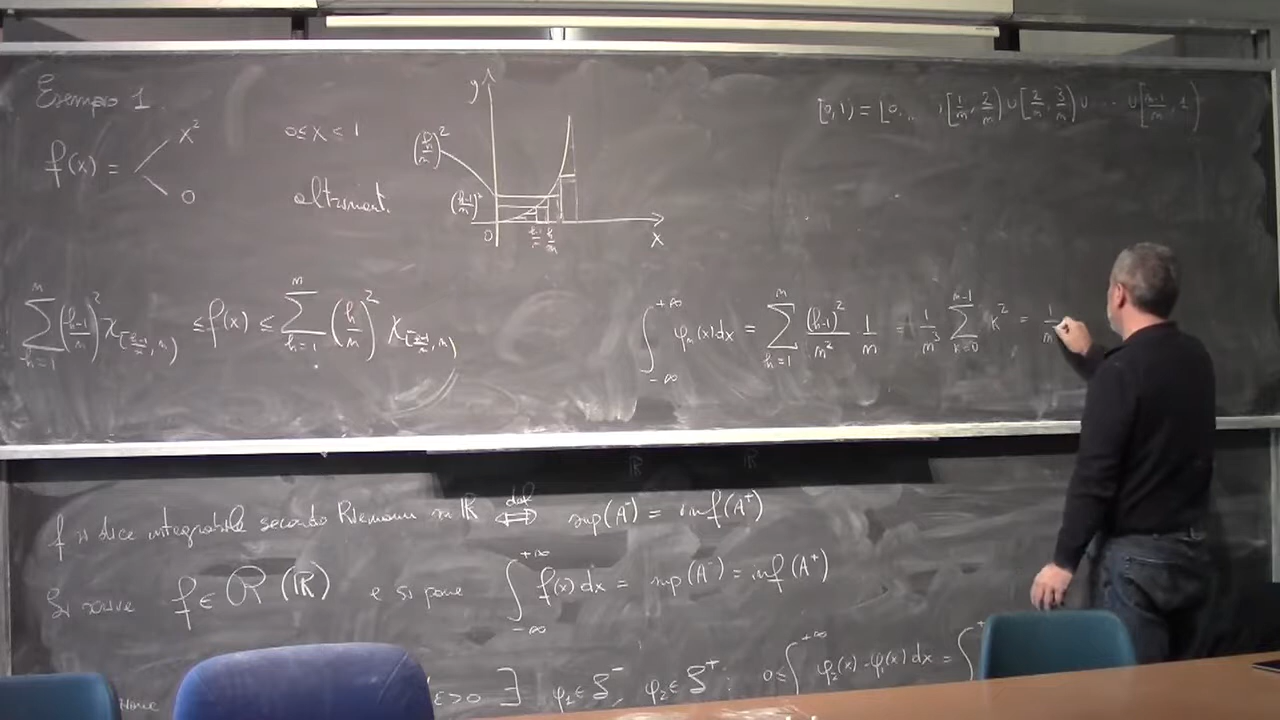 Esempio 1
[0,1) = [0, , [1/m, 2/m) ∪ [2/m, 3/m) ∪ ... ∪ [m-1/m, 1)
f(x) = < x² 0≤x<1
0 altriment.
y
(h/m)²
(h-1/m)²
0 h-1/m h/m x
∑_{h=1}^{m} (h-1/m)² χ_{[h-1/m, h/m)} ≤ f(x) ≤ ∑_{h=1}^{m} (h/m)² χ_{[h-1/m, h/m)}
∫_{-∞}^{+∞} φ_m(x)dx = ∑_{h=1}^{m} (h-1)²/m² 1/m = 1/m³ ∑_{k=0}^{m-1} k² = 1/m
f si dice integrabile secondo Riemann su ℝ ⟺def sup(A⁻) = inf(A⁺)
Si scrive f ∈ R(ℝ) e si pone ∫_{-∞}^{+∞} f(x)dx = sup(A⁻) = inf(A⁺)
ε>0 ∃ φ₁∈S⁻, φ₂∈S⁺: 0≤∫_{-∞}^{+∞} φ₂(x)-φ₁(x)dx = ∫